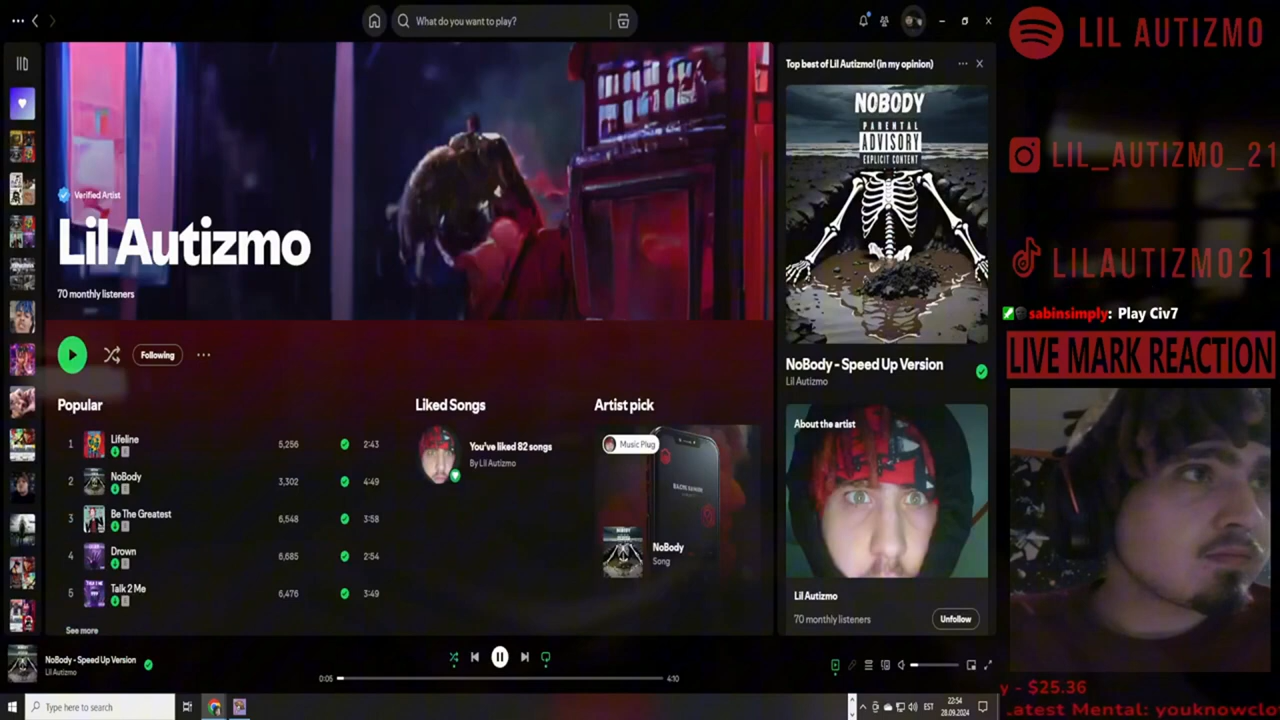 What do you want to play?
Verified Artist
Lil Autizmo
70 monthly listeners
Following
Popular
1 Lifeline 5,256 2:43
2 NoBody 3,302 4:49
3 Be The Greatest 6,548 3:58
4 Drown 6,685 2:54
5 Talk 2 Me 6,476 3:49
See more
Liked Songs
You've liked 82 songs
By Lil Autizmo
Artist pick
Music Plug
NoBody
Song
Top best of Lil Autizmo! (in my opinion)
NOBODY
PARENTAL
ADVISORY
EXPLICIT CONTENT
NoBody - Speed Up Version
Lil Autizmo
About the artist
Lil Autizmo
70 monthly listeners
Unfollow
NoBody - Speed Up Version
Lil Autizmo
0:05
4:10
Type here to search
EST
22:54
28.09.2024
LIL AUTIZMO
LIL_AUTIZMO_21
LILAUTIZMO21
sabinsimply: Play Civ7
LIVE MARK REACTION
y - $25.36
Latest Mental: youknowclo